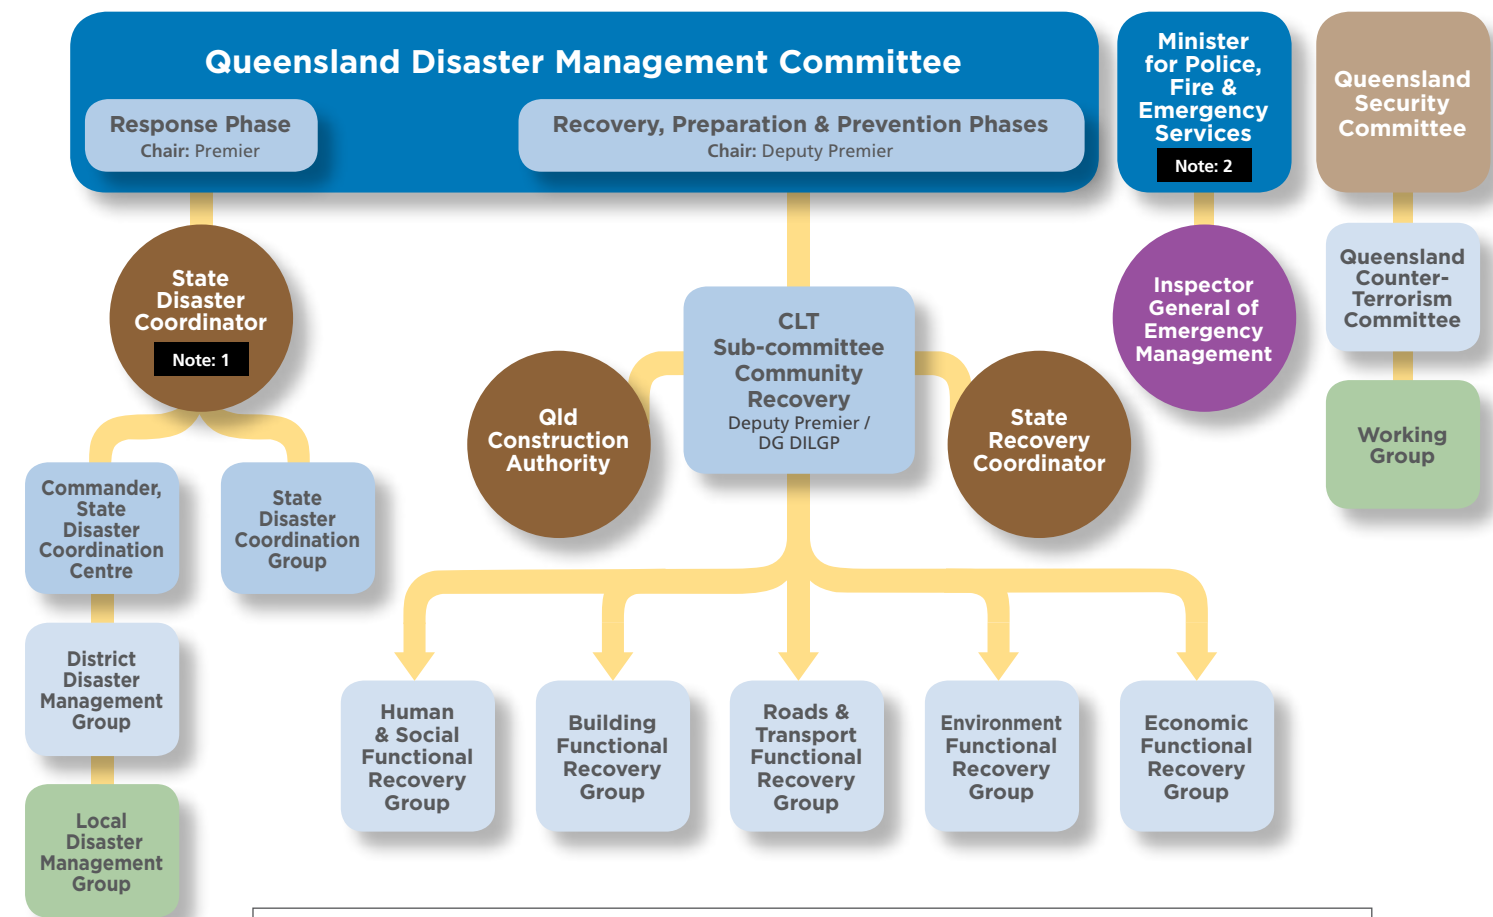 Queensland Disaster Management Committee
Response Phase
Chair: Premier
Recovery, Preparation & Prevention Phases
Chair: Deputy Premier
Minister
for Police,
Fire &
Emergency
Services
Note: 2
Queensland
Security
Committee
State
Disaster
Coordinator
Note: 1
CLT
Sub-committee
Community
Recovery
Deputy Premier /
DG DILGP
Inspector
General of
Emergency
Management
Queensland
Counter-
Terrorism
Committee
Qld
Construction
Authority
State
Recovery
Coordinator
Working
Group
Commander,
State
Disaster
Coordination
Centre
State
Disaster
Coordination
Group
District
Disaster
Management
Group
Local
Disaster
Management
Group
Human
& Social
Functional
Recovery
Group
Building
Functional
Recovery
Group
Roads &
Transport
Functional
Recovery
Group
Environment
Functional
Recovery
Group
Economic
Functional
Recovery
Group